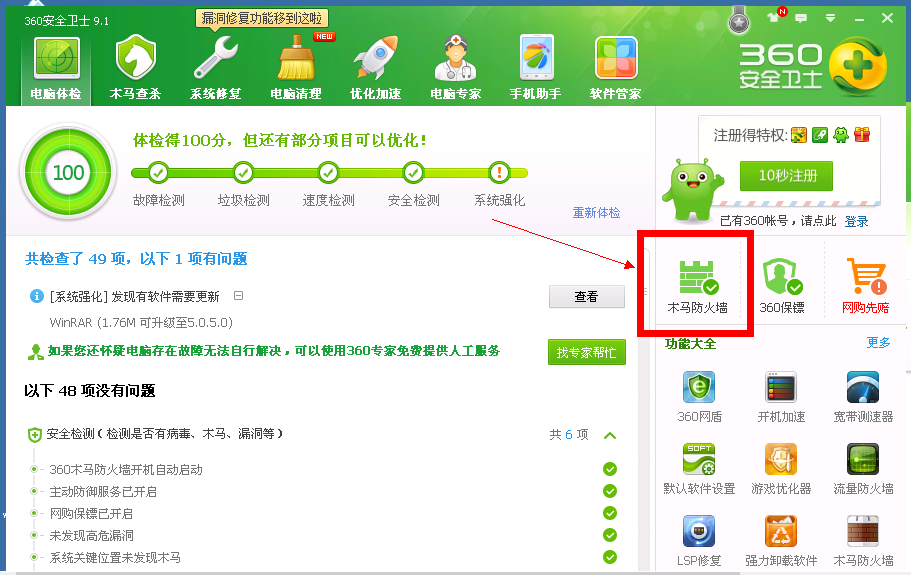 360安全卫士 9.1
漏洞修复功能移到这啦
N
NEW
电脑体检
木马查杀
系统修复
电脑清理
优化加速
电脑专家
手机助手
软件管家
360
安全卫士
100
体检得100分，但还有部分项目可以优化！
故障检测
垃圾检测
速度检测
安全检测
系统强化
重新体检
注册得特权：
10秒注册
已有360帐号，请点此 登录
共检查了 49 项，以下 1 项有问题
[系统强化] 发现有软件需要更新
查看
WinRAR (1.76M 可升级至5.0.5.0)
如果您还怀疑电脑存在故障无法自行解决，可以使用360专家免费提供人工服务
找专家帮忙
以下 48 项没有问题
安全检测（检测是否有病毒、木马、漏洞等）
共 6 项
360木马防火墙开机自动启动
主动防御服务已开启
网购保镖已开启
未发现高危漏洞
系统关键位置未发现木马
木马防火墙
360保镖
网购先赔
功能大全
更多
360网盾
开机加速
宽带测速器
SOFT
默认软件设置
游戏优化器
流量防火墙
LSP修复
强力卸载软件
木马防火墙